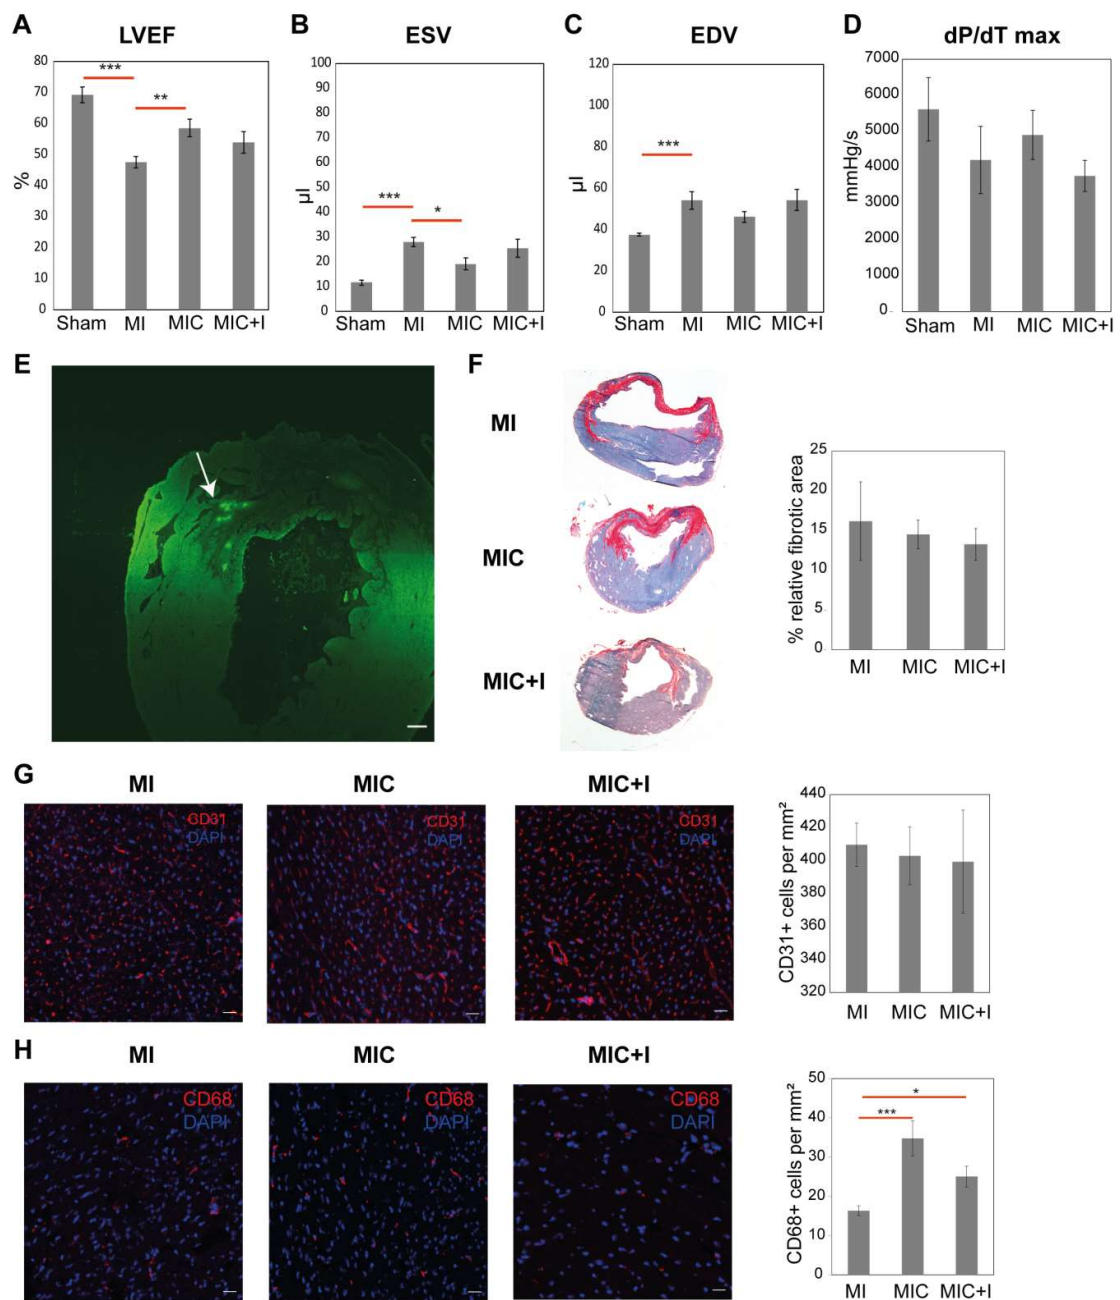 A
LVEF
***
**
%
80
70
60
50
40
30
20
10
0
Sham MI MIC MIC+I
B
ESV
***
*
µl
100
90
80
70
60
50
40
30
20
10
0
Sham MI MIC MIC+I
C
EDV
***
µl
120
100
80
60
40
20
0
Sham MI MIC MIC+I
D
dP/dT max
mmHg/s
7000
6000
5000
4000
3000
2000
1000
0
Sham MI MIC MIC+I
E
F
MI
MIC
MIC+I
% relative fibrotic area
25
20
15
10
5
0
MI MIC MIC+I
G
MI MIC MIC+I
CD31
DAPI
CD31
DAPI
CD31
DAPI
CD31+ cells per mm²
440
420
400
380
360
340
320
MI MIC MIC+I
H
MI MIC MIC+I
CD68
DAPI
CD68
DAPI
CD68
DAPI
CD68+ cells per mm²
50
40
30
20
10
0
*
***
MI MIC MIC+I